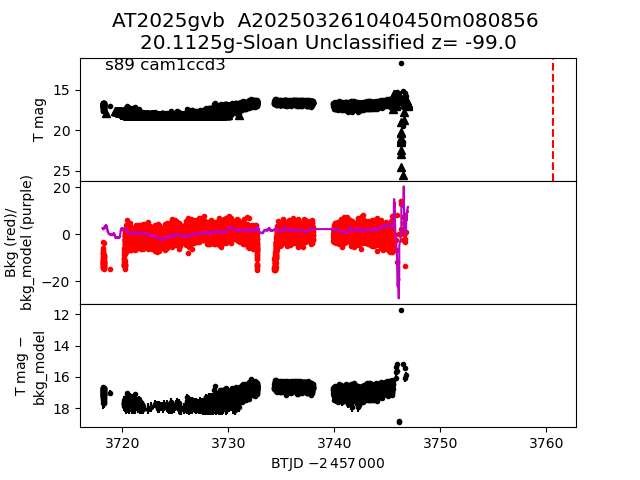 AT2025gvb  A202503261040450m080856
20.1125g-Sloan Unclassified z= -99.0
s89 cam1ccd3
15
20
25
T mag
20
0
−20
Bkg (red)/
bkg_model (purple)
12
14
16
18
T mag −
bkg_model
3720
3730
3740
3750
3760
BTJD −2 457 000